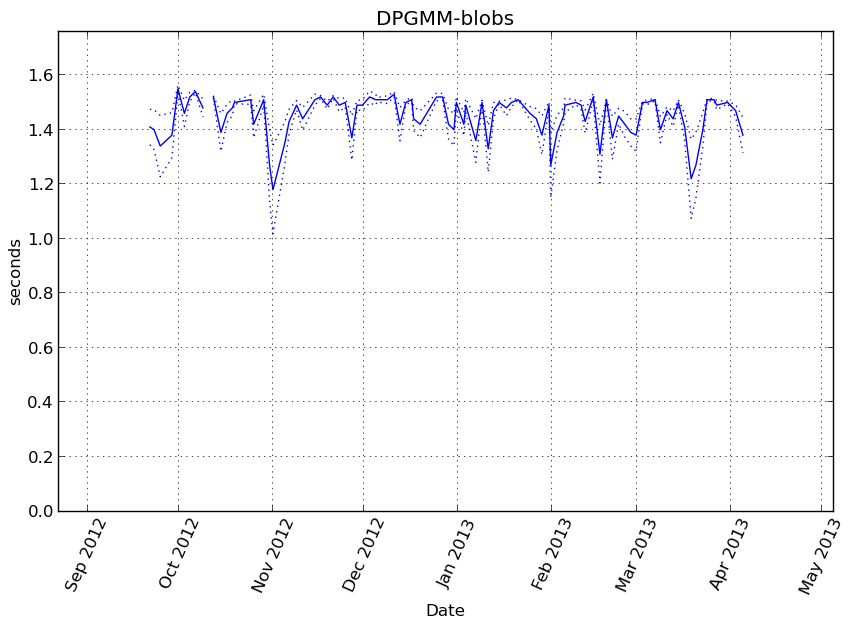 DPGMM-blobs
1.6
1.4
1.2
1.0
0.8
0.6
0.4
0.2
0.0
seconds
Sep 2012
Oct 2012
Nov 2012
Dec 2012
Jan 2013
Feb 2013
Mar 2013
Apr 2013
May 2013
Date